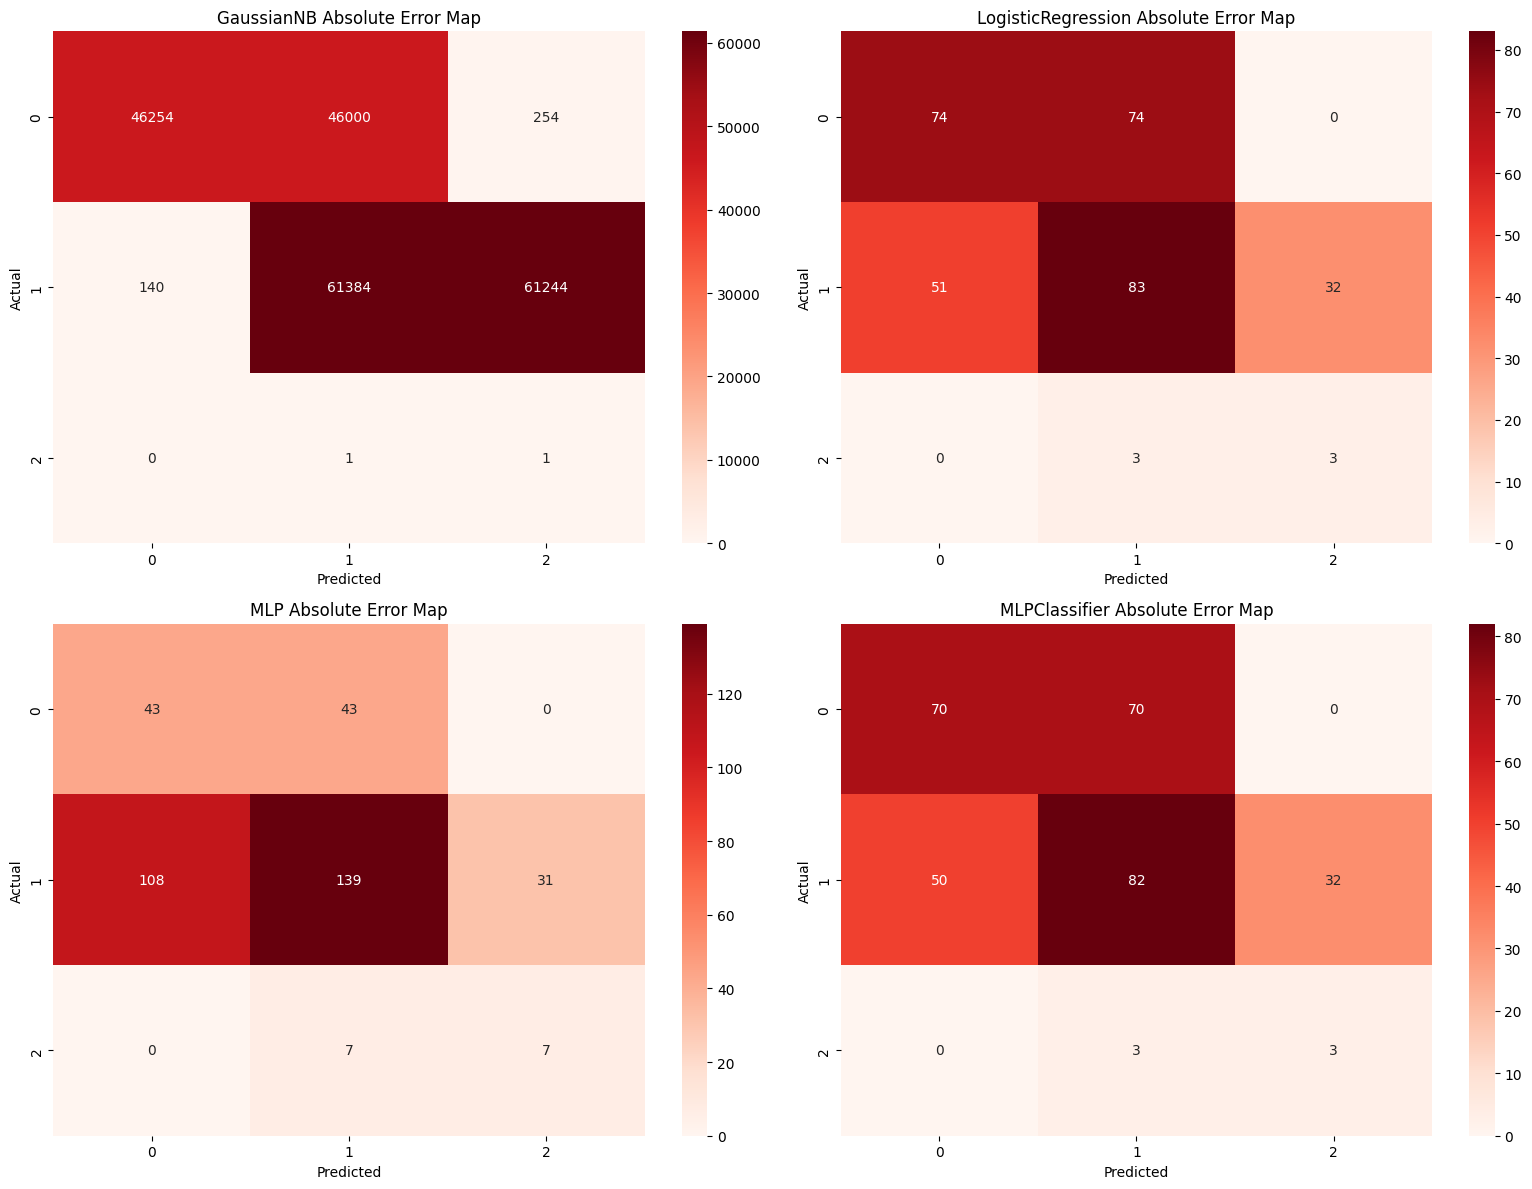 GaussianNB Absolute Error Map
60000
50000
40000
30000
20000
10000
0
Actual
0
1
2
46254 46000 254
140 61384 61244
0 1 1
0 1 2
Predicted
LogisticRegression Absolute Error Map
80
70
60
50
40
30
20
10
0
Actual
0
1
2
74 74 0
51 83 32
0 3 3
0 1 2
Predicted
MLP Absolute Error Map
120
100
80
60
40
20
0
Actual
0
1
2
43 43 0
108 139 31
0 7 7
0 1 2
Predicted
MLPClassifier Absolute Error Map
80
70
60
50
40
30
20
10
0
Actual
0
1
2
70 70 0
50 82 32
0 3 3
0 1 2
Predicted